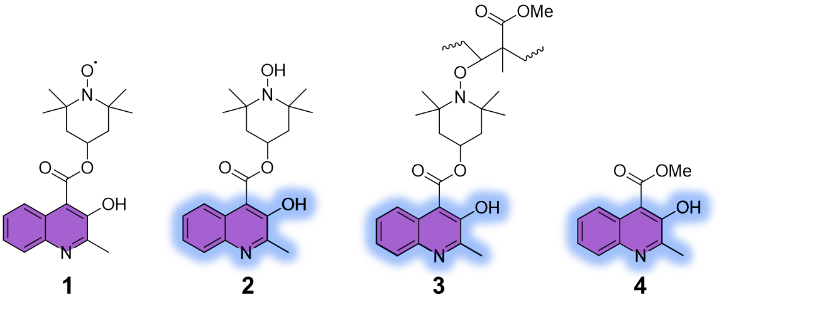 O OMe
O• OH O
N N N
O O O O O O O OMe
OH OH OH OH
N N N N
1 2 3 4